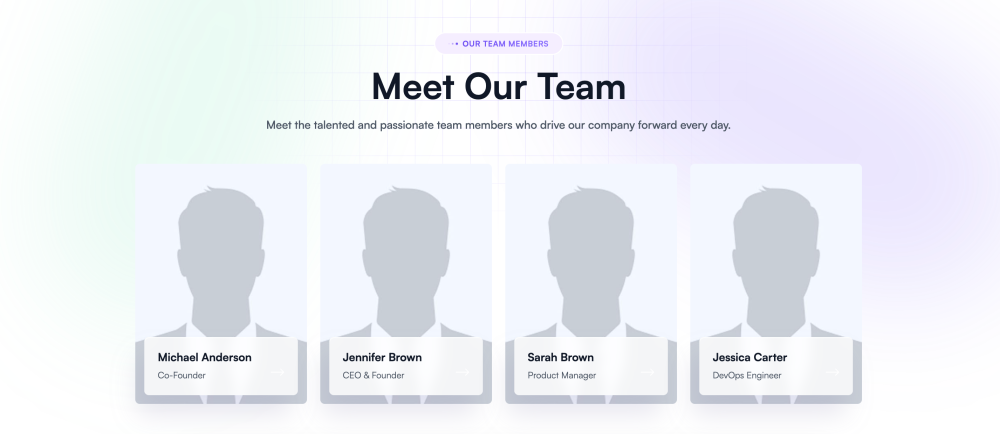 OUR TEAM MEMBERS
Meet Our Team
Meet the talented and passionate team members who drive our company forward every day.
Michael Anderson
Co-Founder
Jennifer Brown
CEO & Founder
Sarah Brown
Product Manager
Jessica Carter
DevOps Engineer